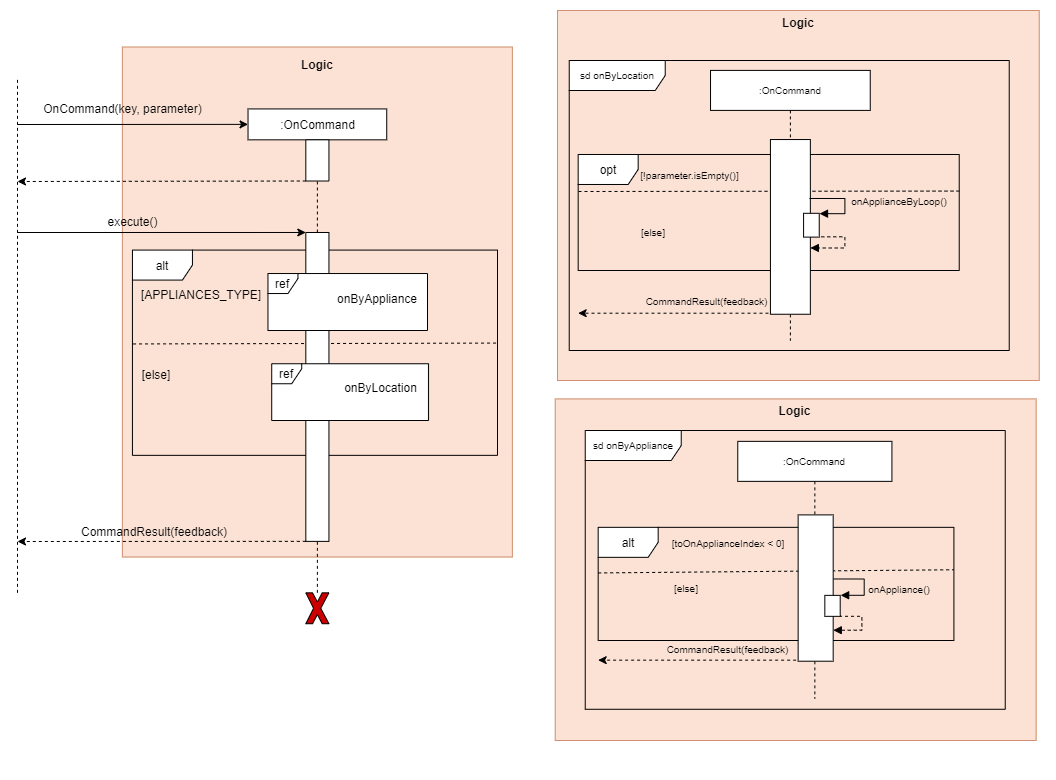 Logic
OnCommand(key, parameter)
:OnCommand
execute()
alt
ref
[APPLIANCES_TYPE]
onByAppliance
[else]
ref
onByLocation
CommandResult(feedback)
X
Logic
sd onByLocation
:OnCommand
opt
[!parameter.isEmpty()]
onApplianceByLoop()
[else]
CommandResult(feedback)
Logic
sd onByAppliance
:OnCommand
alt
[toOnApplianceIndex < 0]
[else]
onAppliance()
CommandResult(feedback)